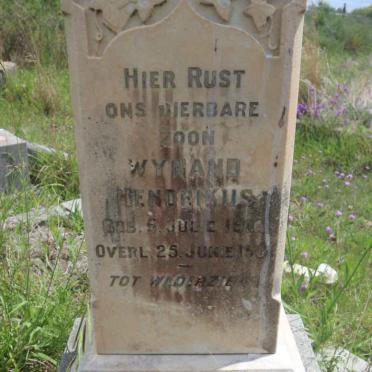 HIER RUST
ONS DIERBARE
ZOON
WYNAND
HENDRIKUS
GEB. 5 JULIE
OVERL. 25 JUNIE
TOT WEDERZIENS